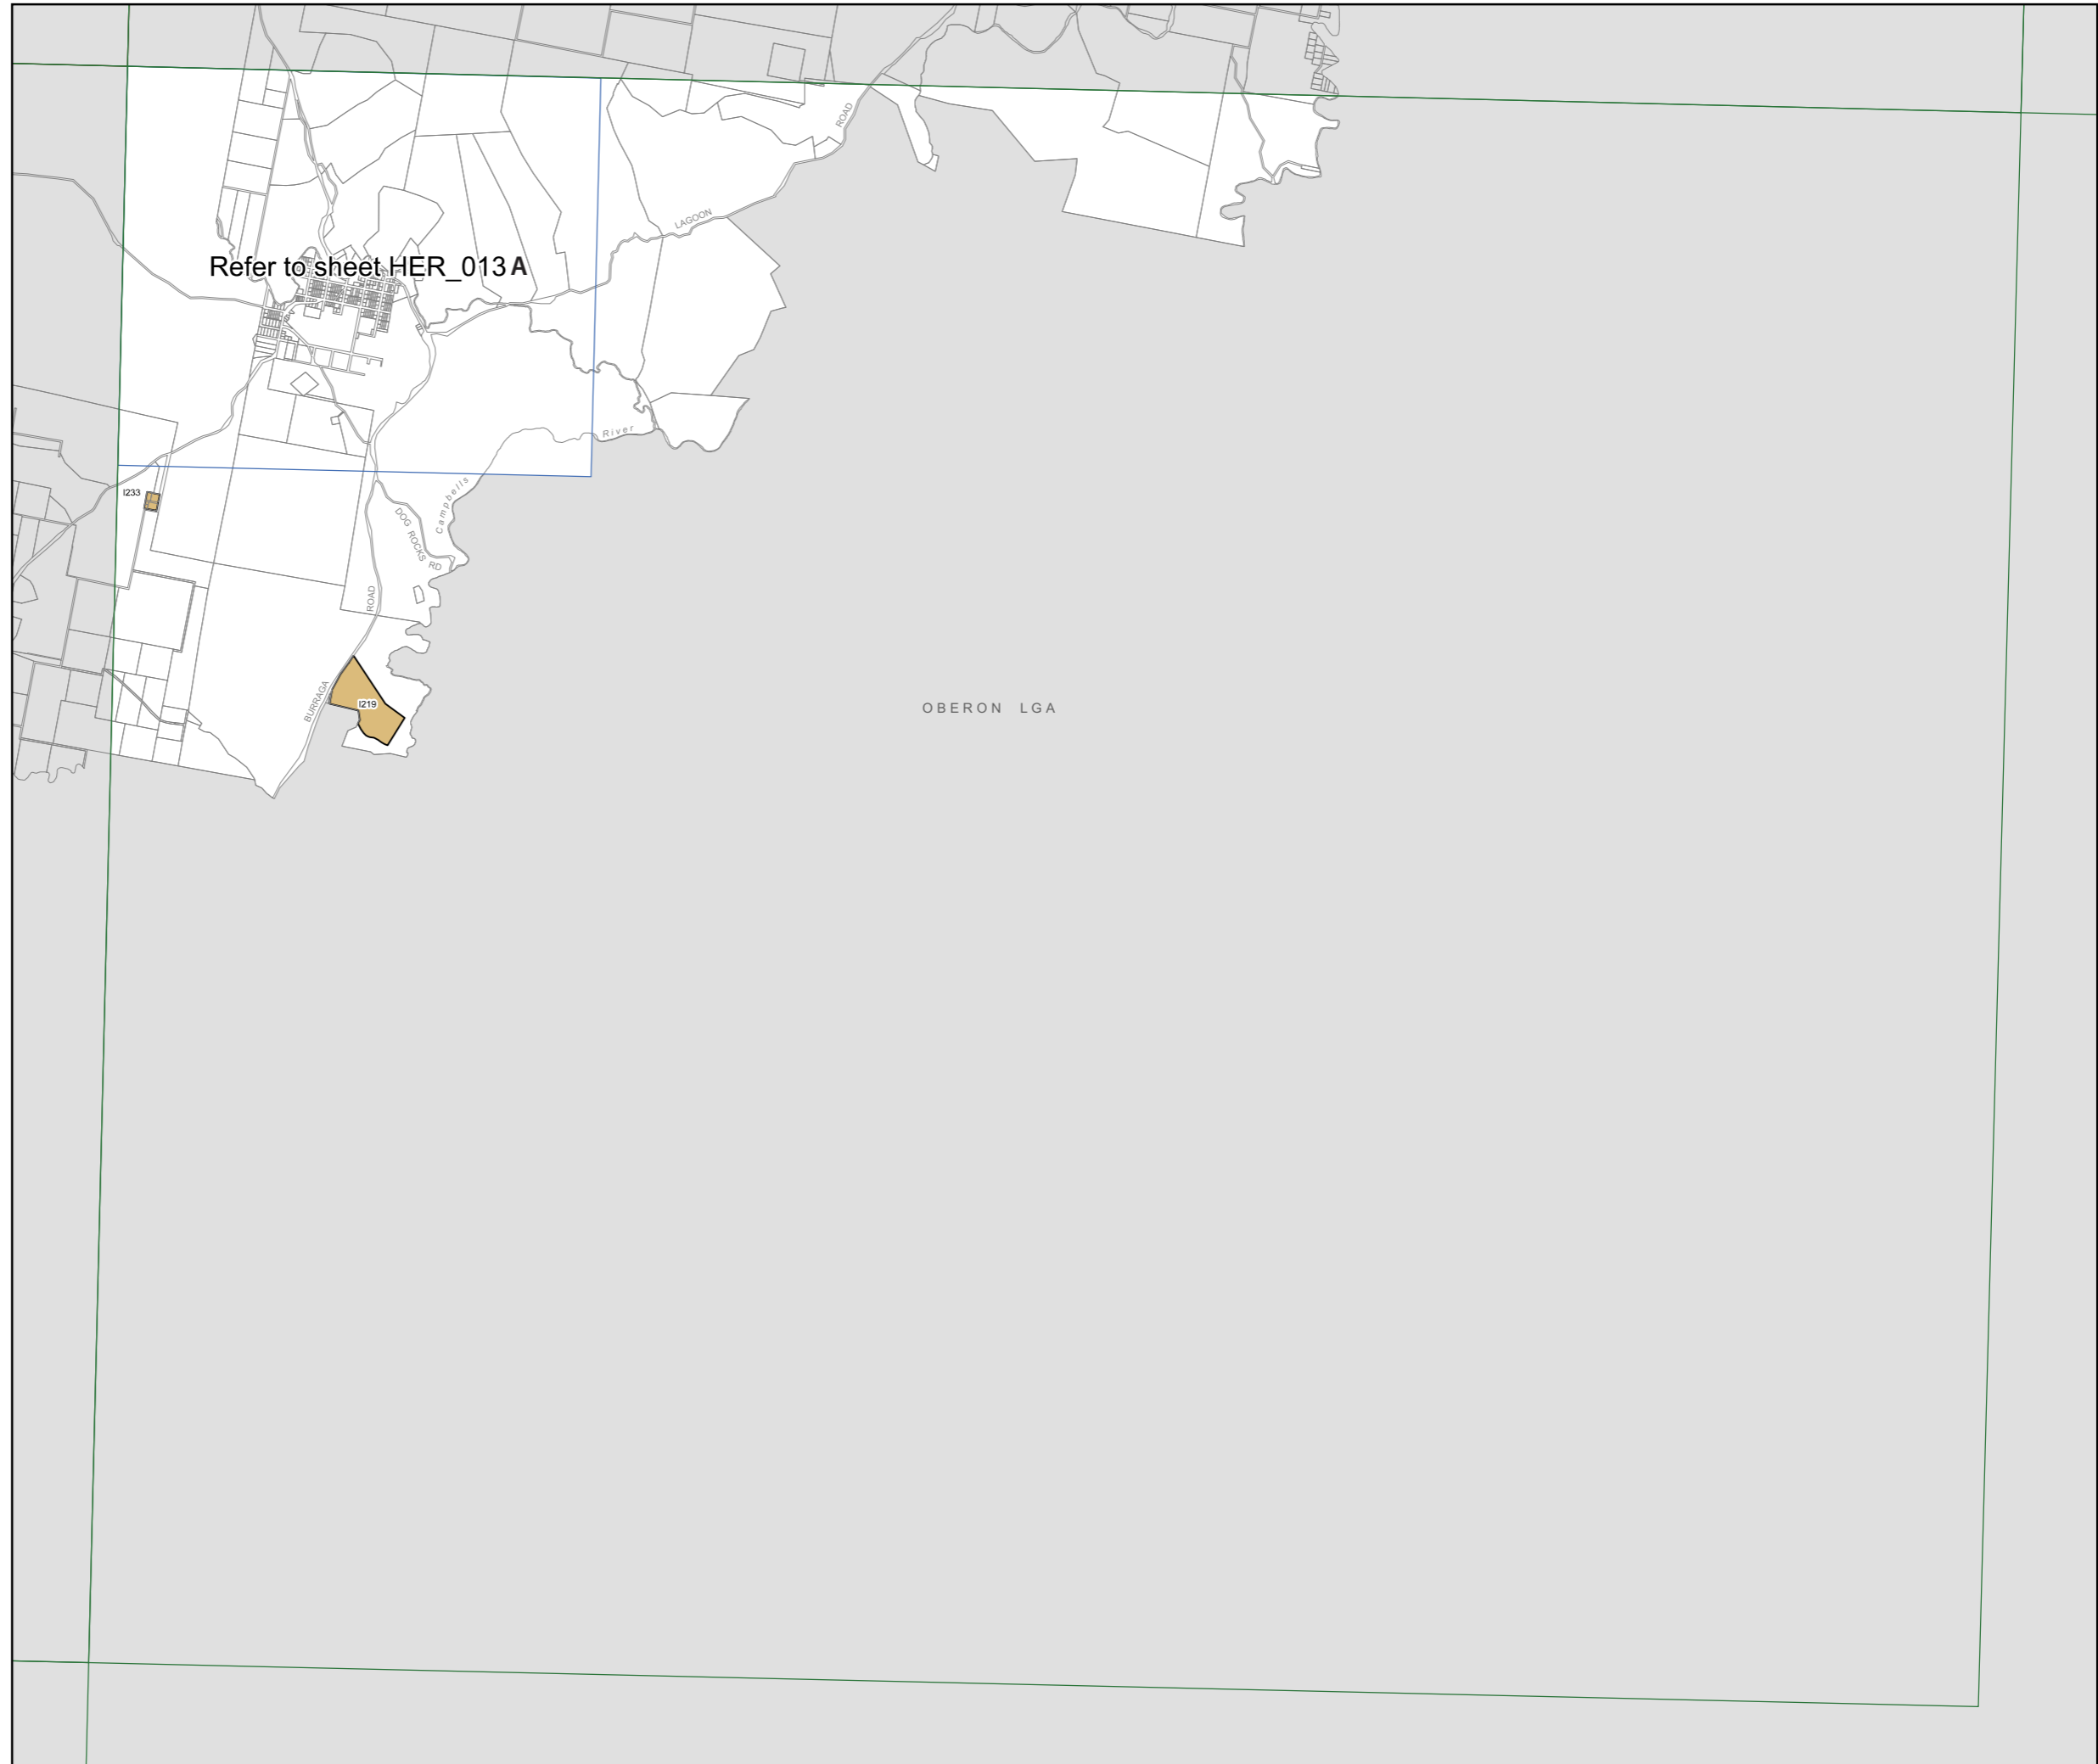 ROAD
LAGOON
Refer to sheet HER_013A
River
Campbells
I233
DOG ROCKS RD
ROAD
BURRAGA
I219
OBERON LGA